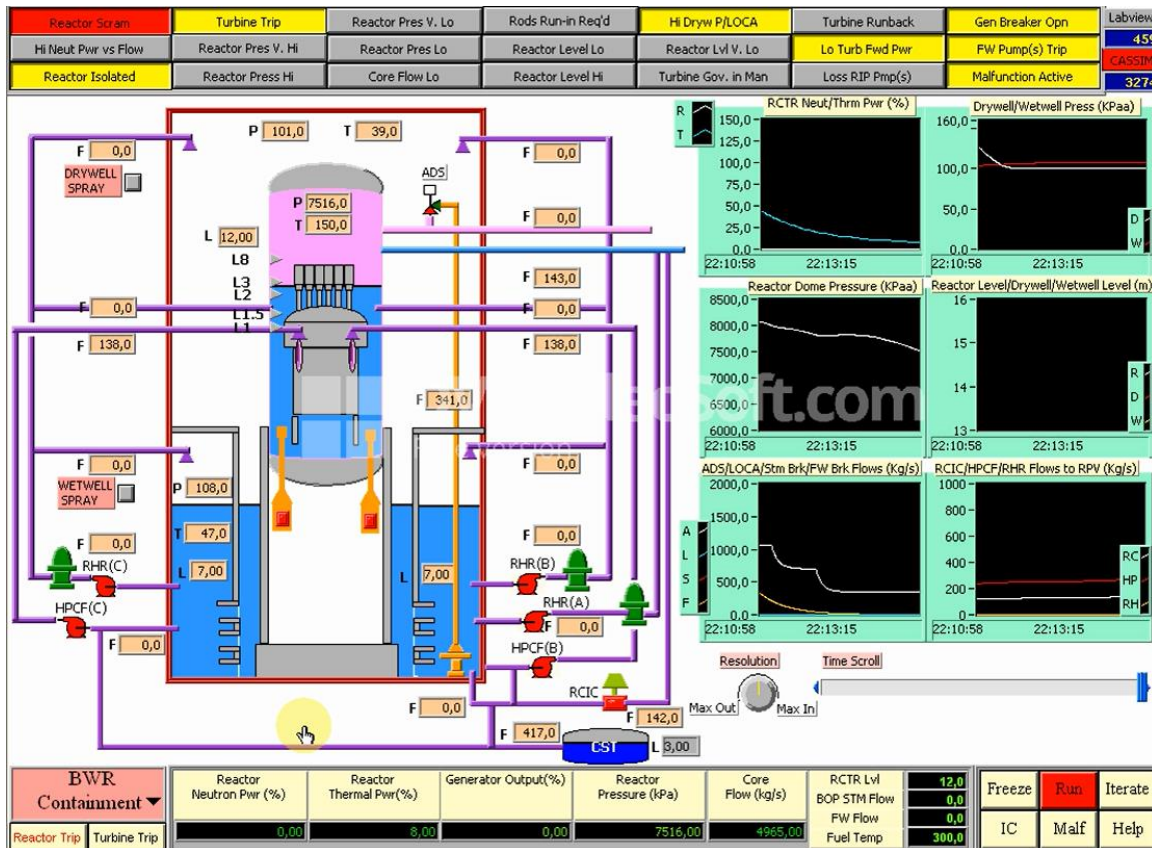 Reactor Scram
Turbine Trip
Reactor Pres V. Lo
Rods Run-in Req'd
Hi Dryw P/LOCA
Turbine Runback
Gen Breaker Opn
Labview
Hi Neut Pwr vs Flow
Reactor Pres V. Hi
Reactor Pres Lo
Reactor Level Lo
Reactor Lvl V. Lo
Lo Turb Fwd Pwr
FW Pump(s) Trip
459
CASSIM
Reactor Isolated
Reactor Press Hi
Core Flow Lo
Reactor Level Hi
Turbine Gov. in Man
Loss RIP Pmp(s)
Malfunction Active
3274
P 101,0 T 39,0
F 0,0
DRYWELL
SPRAY
F 0,0
ADS
P 7516,0
T 150,0
F 0,0
L 12,00
L8
L3
L2
L1.5
L1
F 143,0
F 0,0
F 0,0
F 138,0
F 138,0
F 341,0
F 0,0
F 0,0
WETWELL
SPRAY
P 108,0
T 47,0
L 7,00
L 7,00
F 0,0
F 0,0
RHR(C)
RHR(B)
HPCF(C)
RHR(A)
F 0,0
F 0,0
HPCF(B)
RCIC
F 0,0
F 142,0
F 417,0
CST
L 3,00
RCTR Neut/Thrm Pwr (%)
R
T
150,0
125,0
100,0
75,0
50,0
25,0
0,0
22:10:58 22:13:15
Drywell/Wetwell Press (KPaa)
160,0
100,0
50,0
0,0
D
W
22:10:58 22:13:15
Reactor Dome Pressure (KPaa)
8500,0
8000,0
7500,0
7000,0
6500,0
6000,0
22:10:58 22:13:15
Reactor Level/Drywell/Wetwell Level (m)
16
15
14
13
R
D
W
22:10:58 22:13:15
ADS/LOCA/Stm Brk/FW Brk Flows (Kg/s)
2000,0
1500,0
1000,0
500,0
0,0
A
L
S
F
22:10:58 22:13:15
RCIC/HPCF/RHR Flows to RPV (Kg/s)
1000
800
600
400
200
0
RC
HP
RH
22:10:58 22:13:15
Resolution
Time Scroll
Max Out
Max In
BWR
Containment
Reactor Trip
Turbine Trip
Reactor
Neutron Pwr (%)
0,00
Reactor
Thermal Pwr(%)
8,00
Generator Output(%)
0,00
Reactor
Pressure (kPa)
7516,00
Core
Flow (kg/s)
4965,00
RCTR Lvl 12,0
BOP STM Flow 0,0
FW Flow 0,0
Fuel Temp 300,0
Freeze
Run
Iterate
IC
Malf
Help